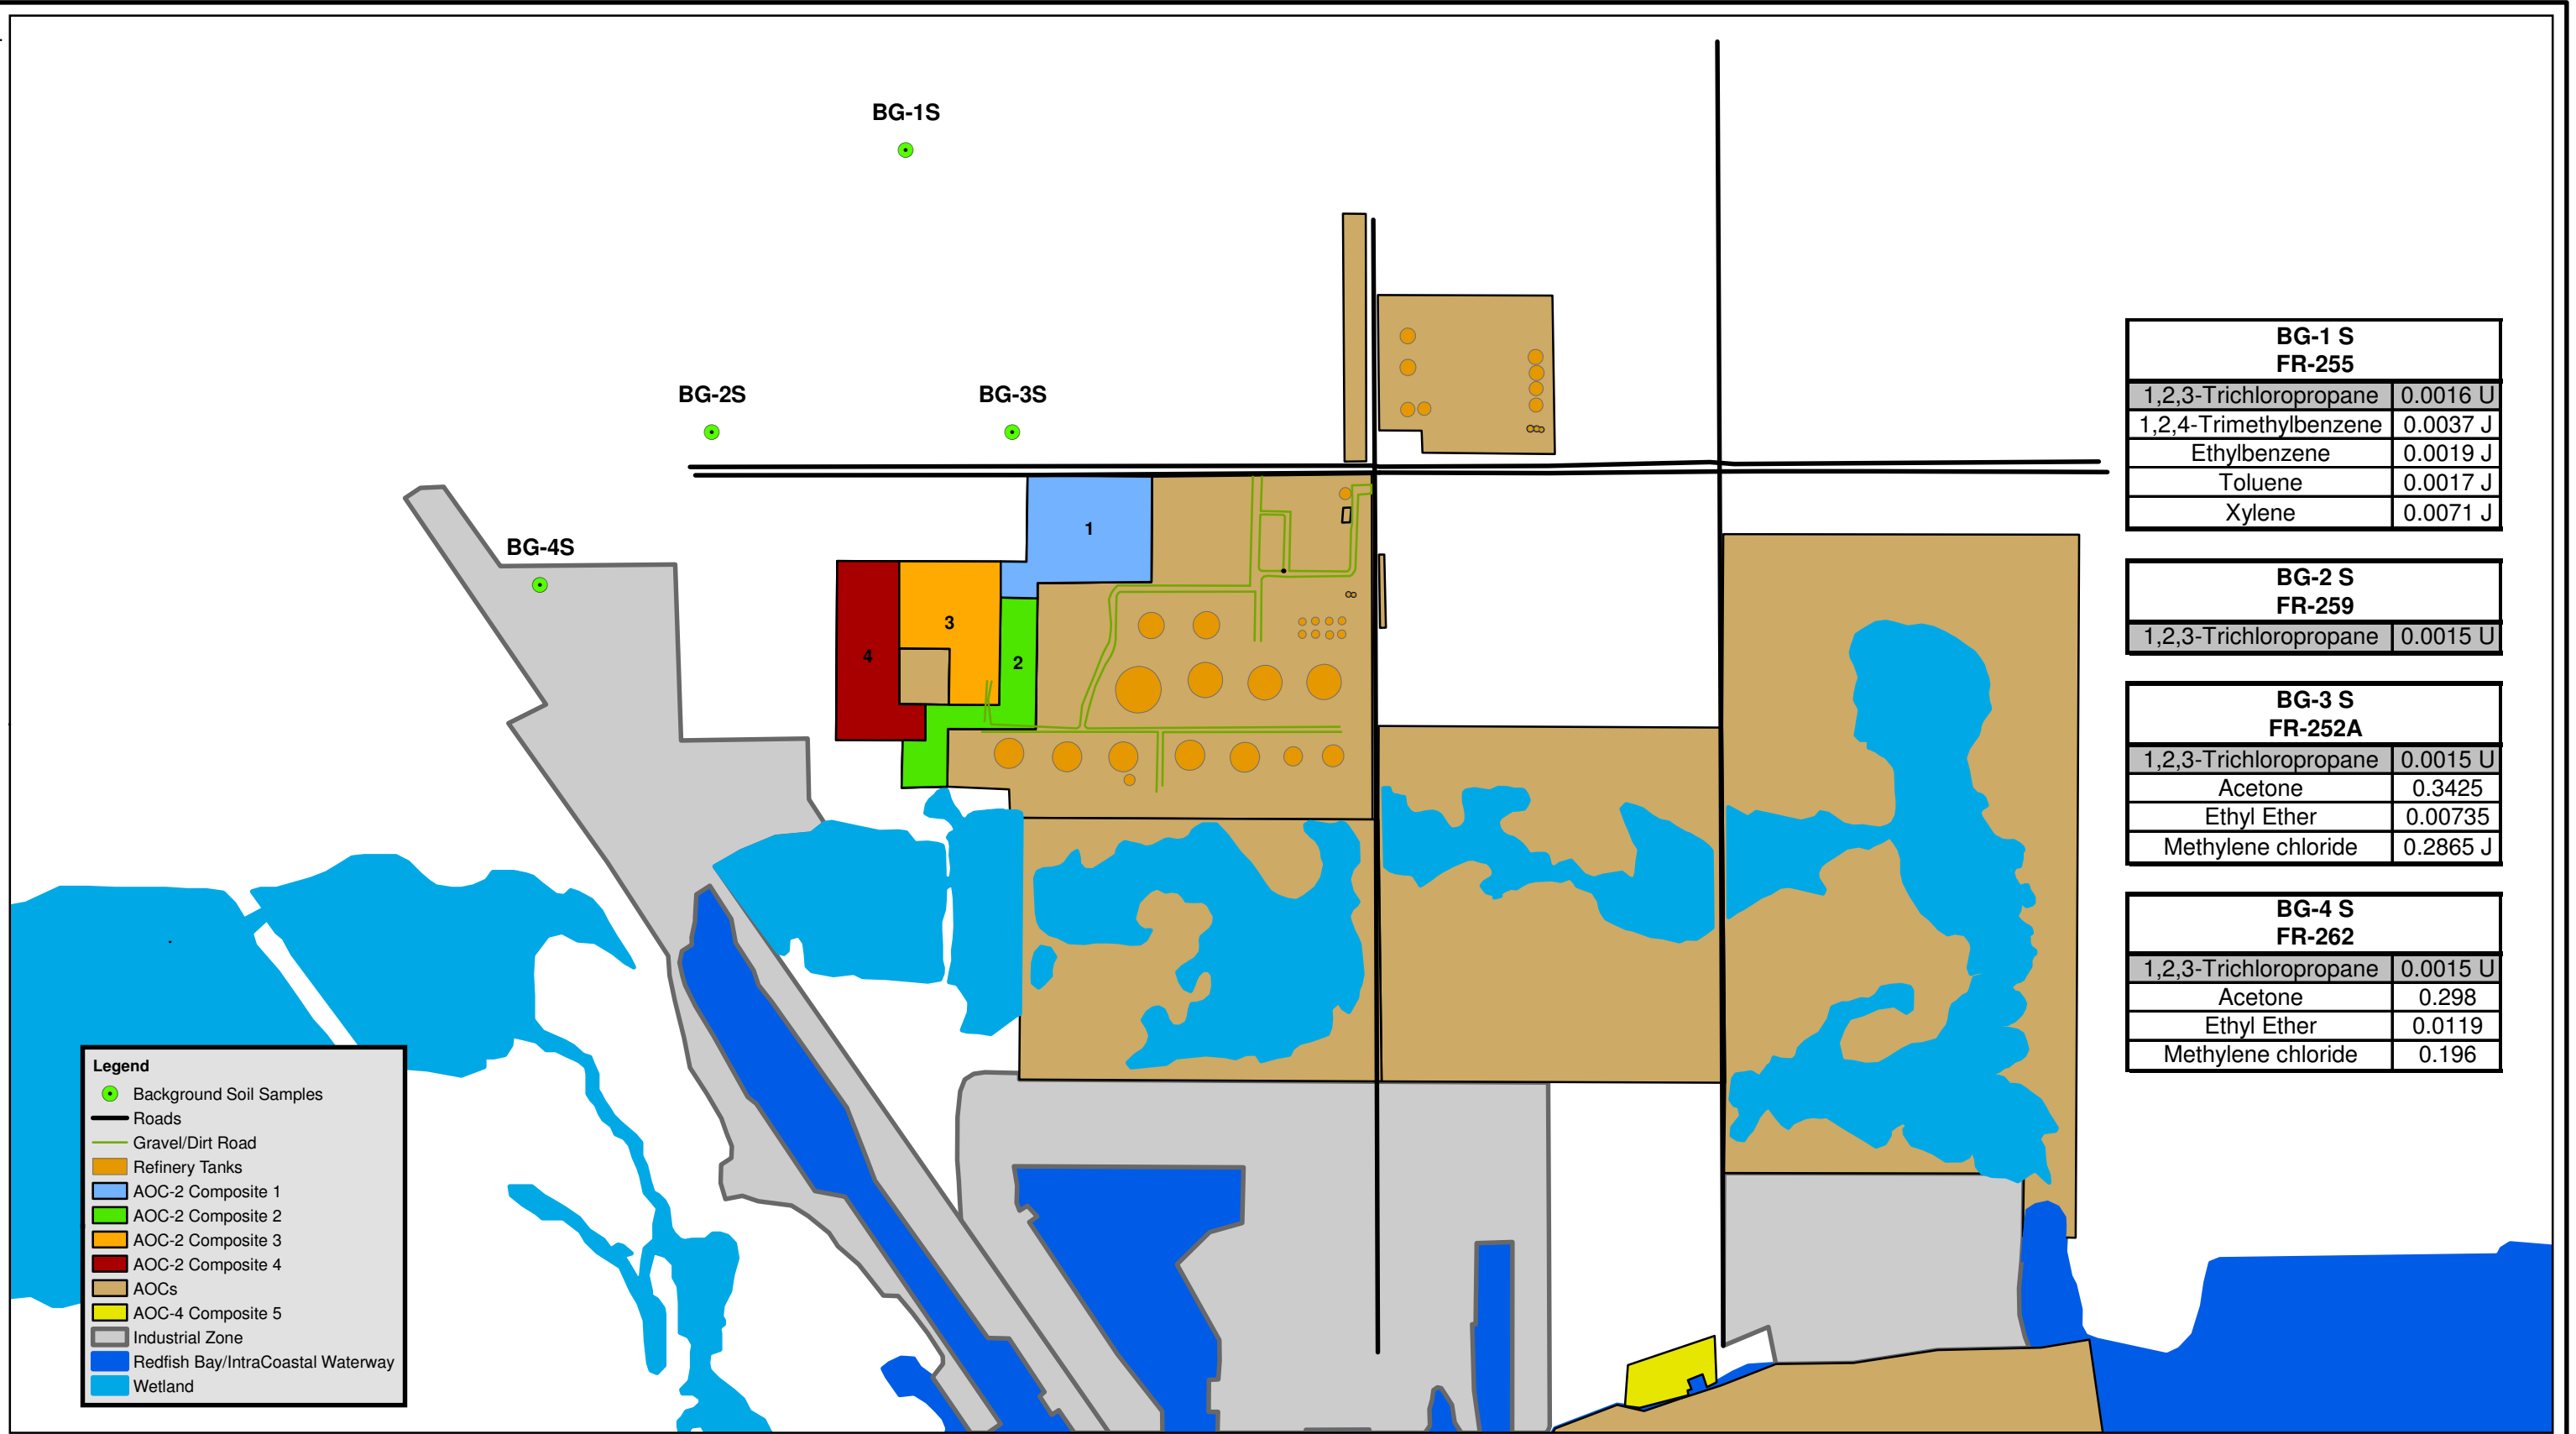 BG-1S
BG-2S
BG-3S
BG-4S
1
3
4
2
BG-1 S
FR-255
1,2,3-Trichloropropane 0.0016 U
1,2,4-Trimethylbenzene 0.0037 J
Ethylbenzene 0.0019 J
Toluene 0.0017 J
Xylene 0.0071 J
BG-2 S
FR-259
1,2,3-Trichloropropane 0.0015 U
BG-3 S
FR-252A
1,2,3-Trichloropropane 0.0015 U
Acetone 0.3425
Ethyl Ether 0.00735
Methylene chloride 0.2865 J
BG-4 S
FR-262
1,2,3-Trichloropropane 0.0015 U
Acetone 0.298
Ethyl Ether 0.0119
Methylene chloride 0.196
Legend
Background Soil Samples
Roads
Gravel/Dirt Road
Refinery Tanks
AOC-2 Composite 1
AOC-2 Composite 2
AOC-2 Composite 3
AOC-2 Composite 4
AOCs
AOC-4 Composite 5
Industrial Zone
Redfish Bay/IntraCoastal Waterway
Wetland